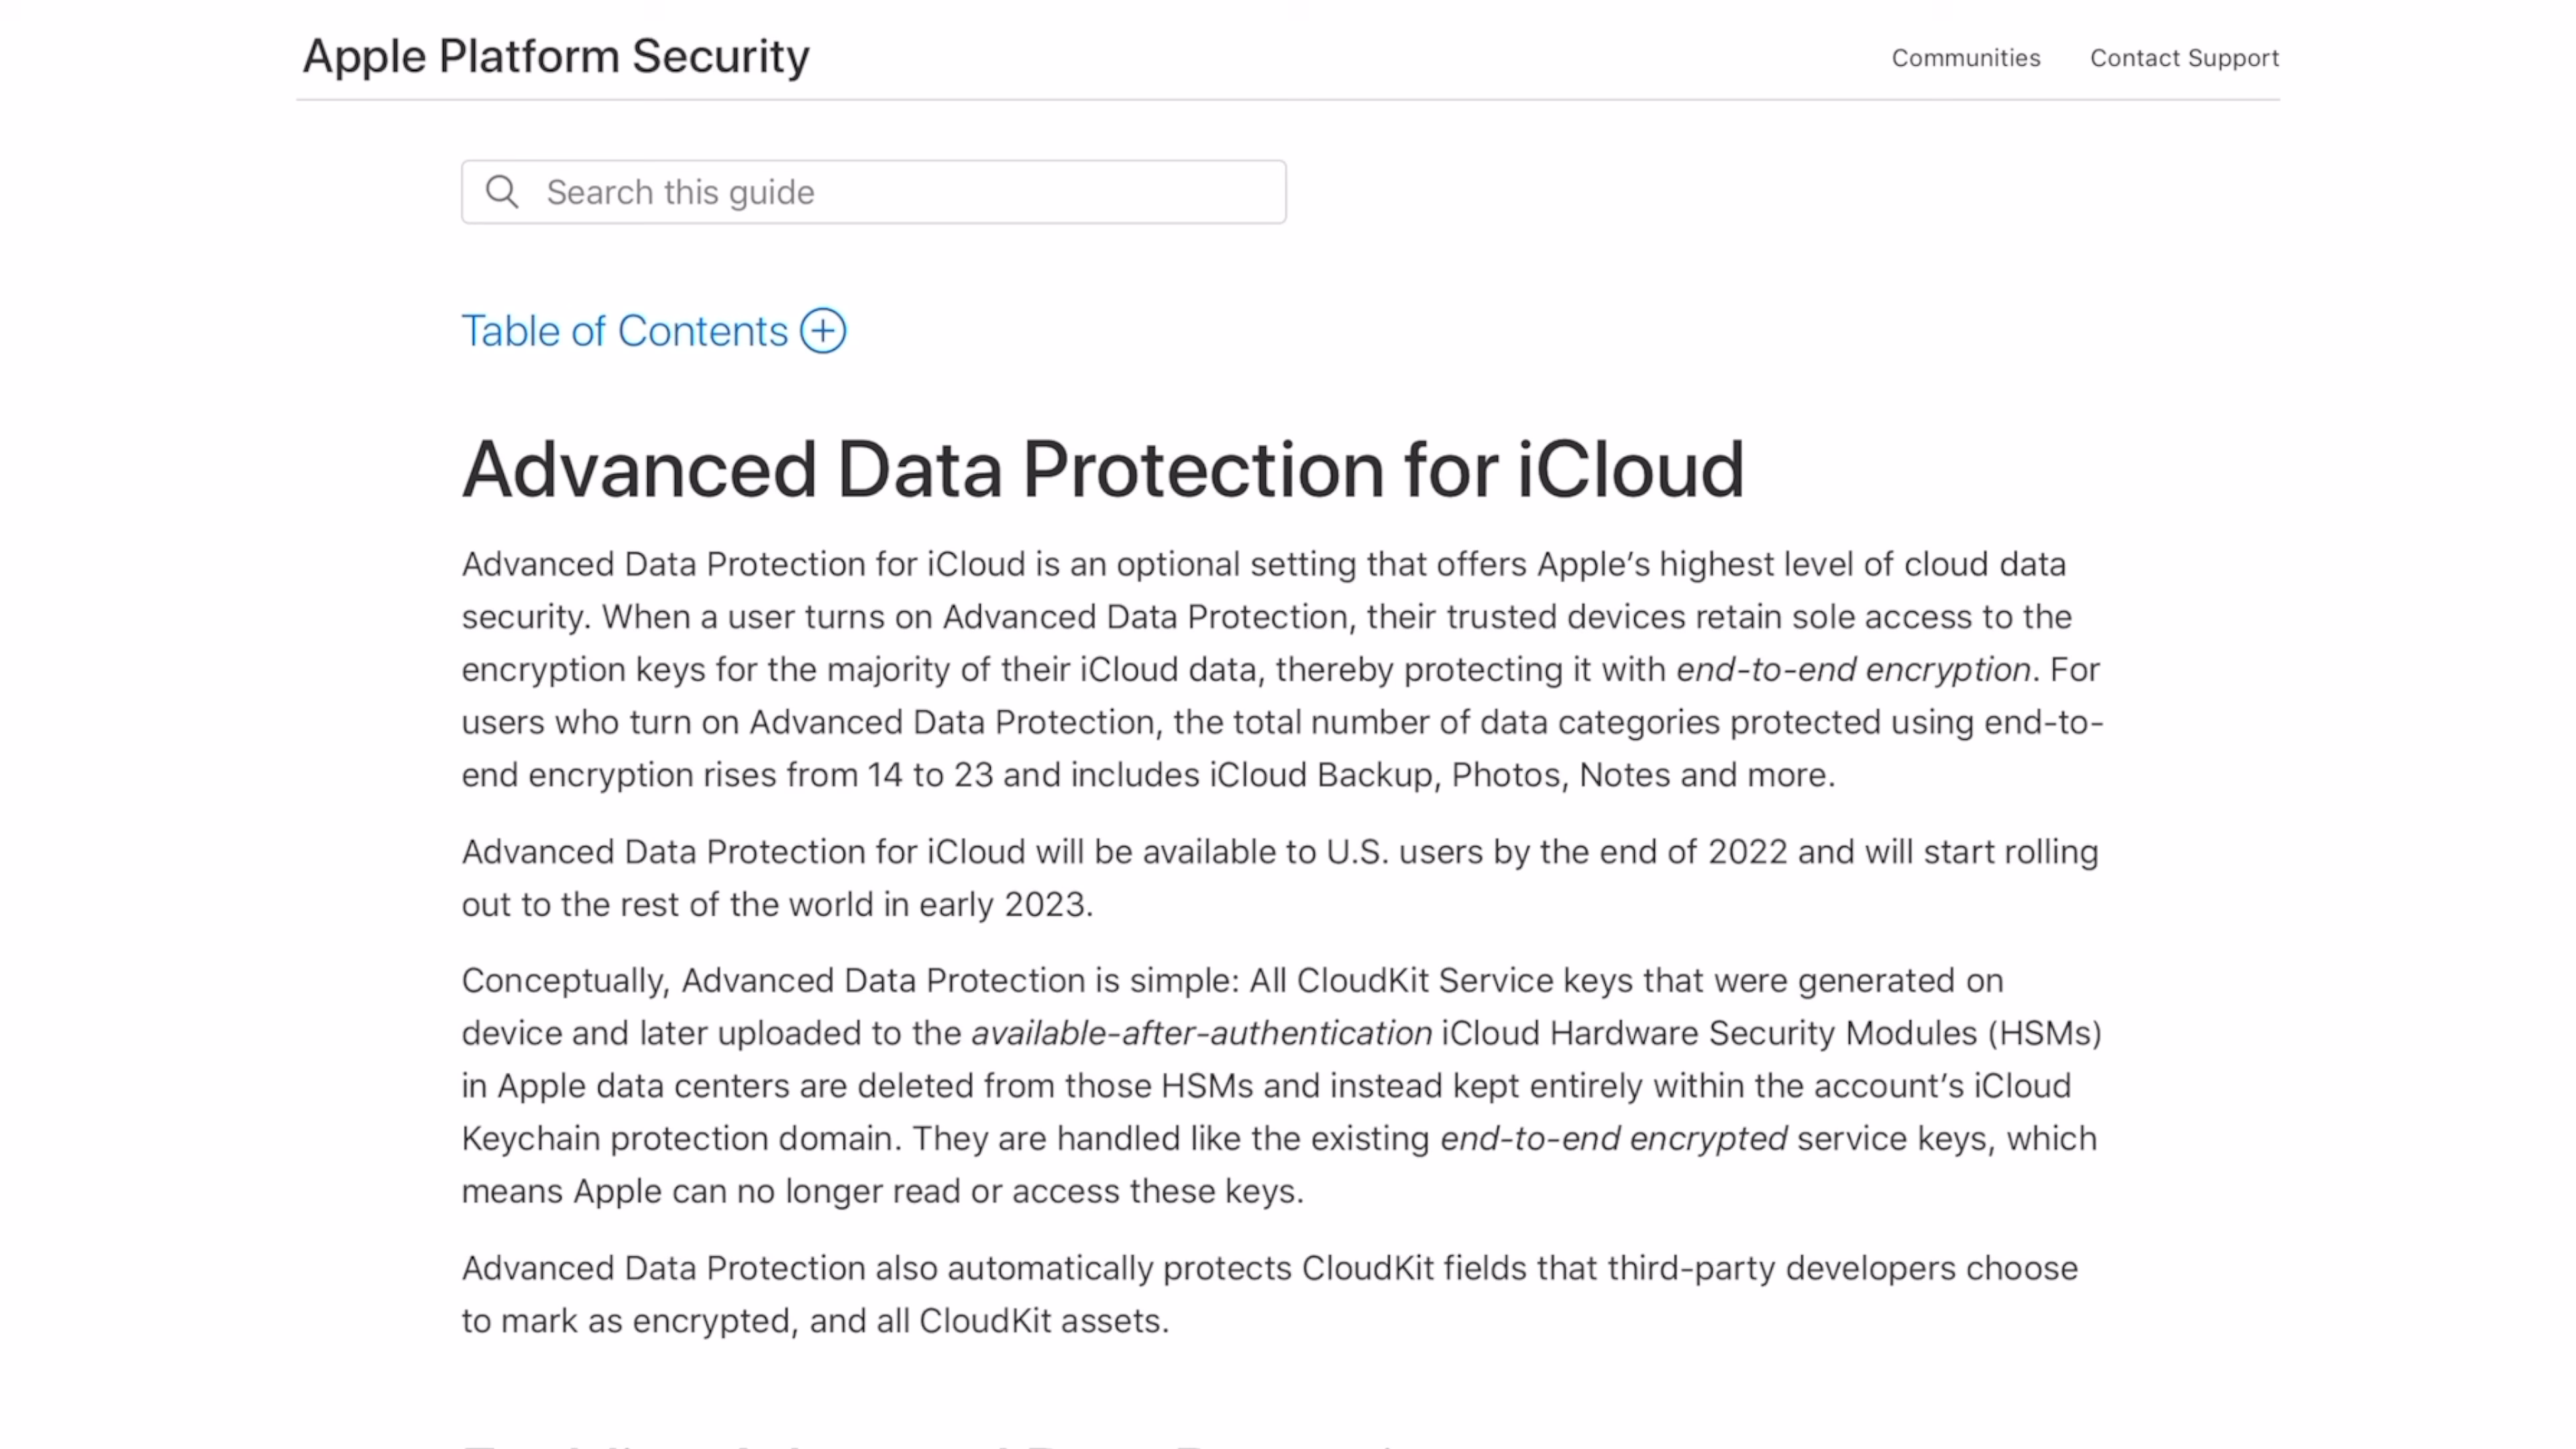 Apple Platform Security
Communities
Contact Support
Search this guide
Table of Contents
Advanced Data Protection for iCloud
Advanced Data Protection for iCloud is an optional setting that offers Apple’s highest level of cloud data
security. When a user turns on Advanced Data Protection, their trusted devices retain sole access to the
encryption keys for the majority of their iCloud data, thereby protecting it with end-to-end encryption. For
users who turn on Advanced Data Protection, the total number of data categories protected using end-to-
end encryption rises from 14 to 23 and includes iCloud Backup, Photos, Notes and more.
Advanced Data Protection for iCloud will be available to U.S. users by the end of 2022 and will start rolling
out to the rest of the world in early 2023.
Conceptually, Advanced Data Protection is simple: All CloudKit Service keys that were generated on
device and later uploaded to the available-after-authentication iCloud Hardware Security Modules (HSMs)
in Apple data centers are deleted from those HSMs and instead kept entirely within the account’s iCloud
Keychain protection domain. They are handled like the existing end-to-end encrypted service keys, which
means Apple can no longer read or access these keys.
Advanced Data Protection also automatically protects CloudKit fields that third-party developers choose
to mark as encrypted, and all CloudKit assets.